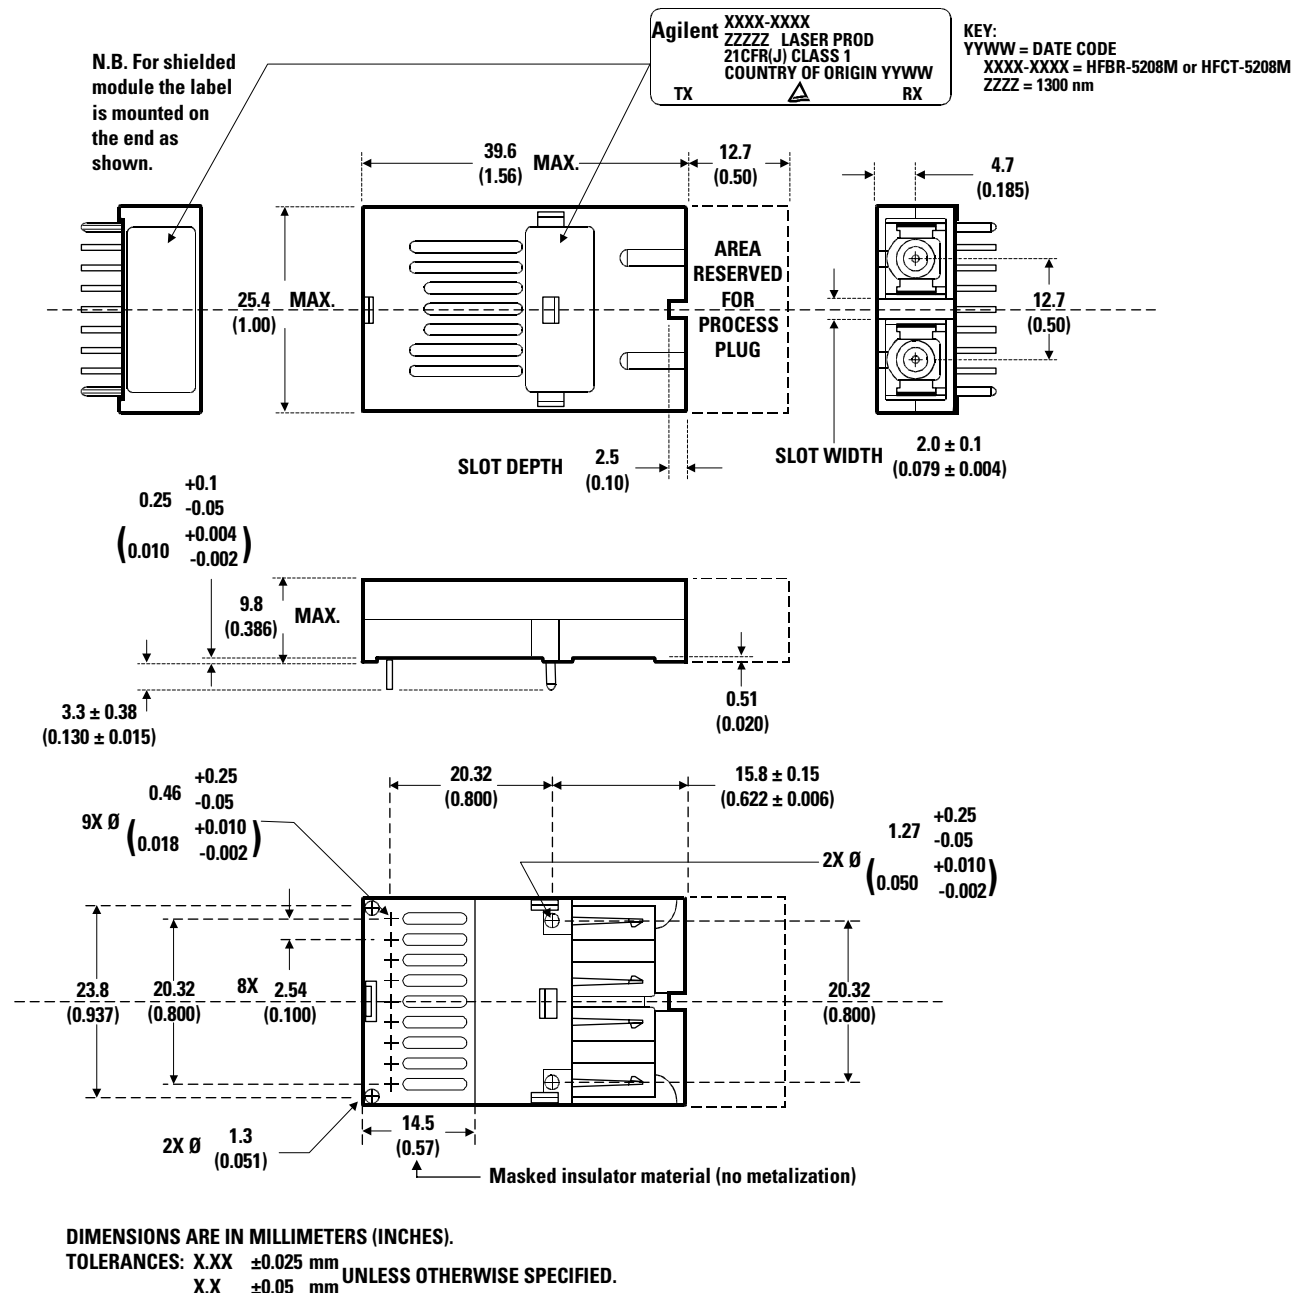 Agilent XXXX-XXXX
ZZZZZ LASER PROD
21CFR(J) CLASS 1
COUNTRY OF ORIGIN YYWW
TX RX
KEY:
YYWW = DATE CODE
XXXX-XXXX = HFBR-5208M or HFCT-5208M
ZZZZ = 1300 nm
N.B. For shielded
module the label
is mounted on
the end as
shown.
39.6
(1.56)
MAX.
12.7
(0.50)
4.7
(0.185)
25.4
(1.00)
MAX.
AREA
RESERVED
FOR
PROCESS
PLUG
12.7
(0.50)
SLOT DEPTH
2.5
(0.10)
SLOT WIDTH
2.0 ± 0.1
(0.079 ± 0.004)
0.25 +0.1
-0.05
(0.010 +0.004
-0.002)
9.8
(0.386)
MAX.
3.3 ± 0.38
(0.130 ± 0.015)
0.51
(0.020)
20.32
(0.800)
15.8 ± 0.15
(0.622 ± 0.006)
9X Ø
0.46 +0.25
-0.05
(0.018 +0.010
-0.002)
2X Ø
1.27 +0.25
-0.05
(0.050 +0.010
-0.002)
23.8
(0.937)
20.32
(0.800)
8X 2.54
(0.100)
20.32
(0.800)
2X Ø 1.3
(0.051)
14.5
(0.57)
Masked insulator material (no metalization)
DIMENSIONS ARE IN MILLIMETERS (INCHES).
TOLERANCES: X.XX ±0.025 mm
X.X ±0.05 mm
UNLESS OTHERWISE SPECIFIED.